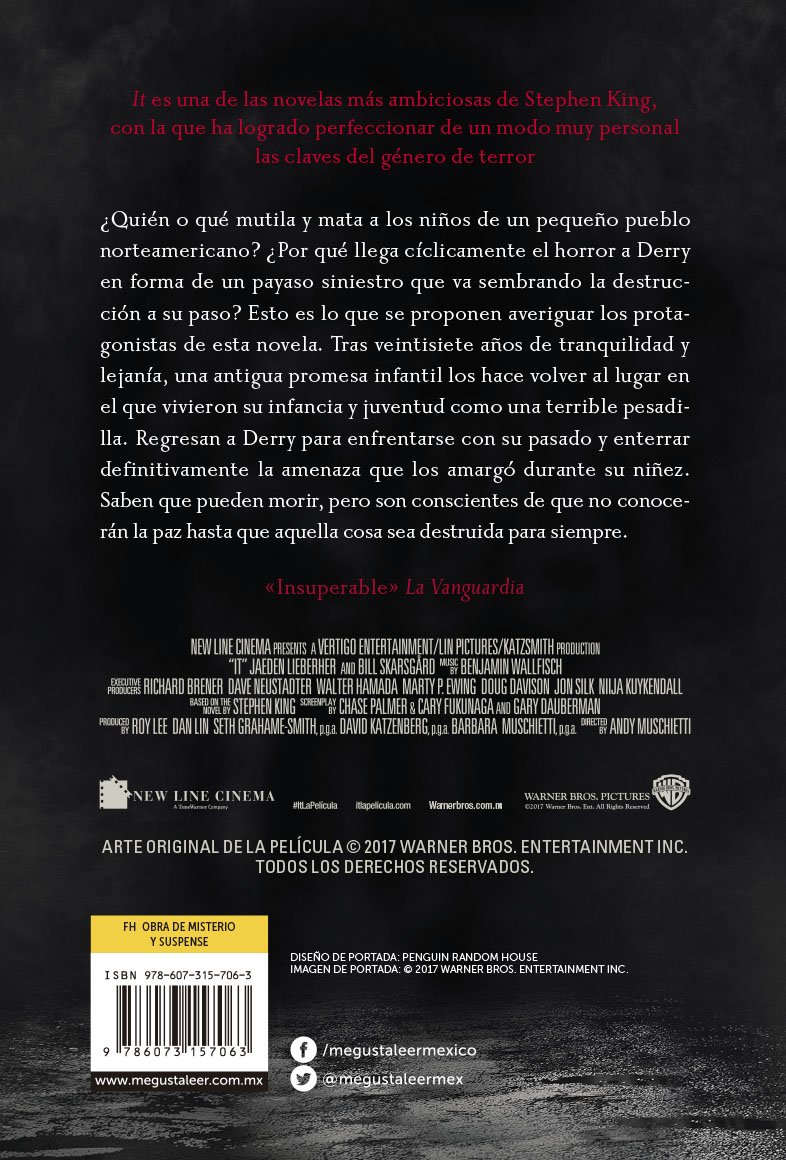 It es una de las novelas más ambiciosas de Stephen King,
con la que ha logrado perfeccionar de un modo muy personal
las claves del género de terror
¿Quién o qué mutila y mata a los niños de un pequeño pueblo
norteamericano? ¿Por qué llega cíclicamente el horror a Derry
en forma de un payaso siniestro que va sembrando la destruc-
ción a su paso? Esto es lo que se proponen averiguar los prota-
gonistas de esta novela. Tras veintisiete años de tranquilidad y
lejanía, una antigua promesa infantil los hace volver al lugar en
el que vivieron su infancia y juventud como una terrible pesadi-
lla. Regresan a Derry para enfrentarse con su pasado y enterrar
definitivamente la amenaza que los amargó durante su niñez.
Saben que pueden morir, pero son conscientes de que no conoce-
rán la paz hasta que aquella cosa sea destruida para siempre.
«Insuperable» La Vanguardia
NEW LINE CINEMA PRESENTS A VERTIGO ENTERTAINMENT/LIN PICTURES/KATZSMITH PRODUCTION
"IT" JAEDEN LIEBERHER AND BILL SKARSGÅRD MUSIC BY BENJAMIN WALLFISCH
EXECUTIVE PRODUCERS RICHARD BRENER DAVE NEUSTADTER WALTER HAMADA MARTY P. EWING DOUG DAVISON JON SILK NIIJA KUYKENDALL
BASED ON THE NOVEL BY STEPHEN KING SCREENPLAY BY CHASE PALMER & CARY FUKUNAGA AND GARY DAUBERMAN
PRODUCED BY ROY LEE DAN LIN SETH GRAHAME-SMITH, p.g.a. DAVID KATZENBERG, p.g.a. BARBARA MUSCHIETTI, p.g.a. DIRECTED BY ANDY MUSCHIETTI
NEW LINE CINEMA
A TimeWarner Company
#ItLaPelícula itlapelicula.com Warnerbros.com.m
WARNER BROS. PICTURES
©2017 Warner Bros. Ent. All Rights Reserved
ARTE ORIGINAL DE LA PELÍCULA © 2017 WARNER BROS. ENTERTAINMENT INC.
TODOS LOS DERECHOS RESERVADOS.
FH OBRA DE MISTERIO
Y SUSPENSE
ISBN 978-607-315-706-3
9 786073 157063
www.megustaleer.com.mx
DISEÑO DE PORTADA: PENGUIN RANDOM HOUSE
IMAGEN DE PORTADA: © 2017 WARNER BROS. ENTERTAINMENT INC.
/megustaleermexico
@megustaleermex